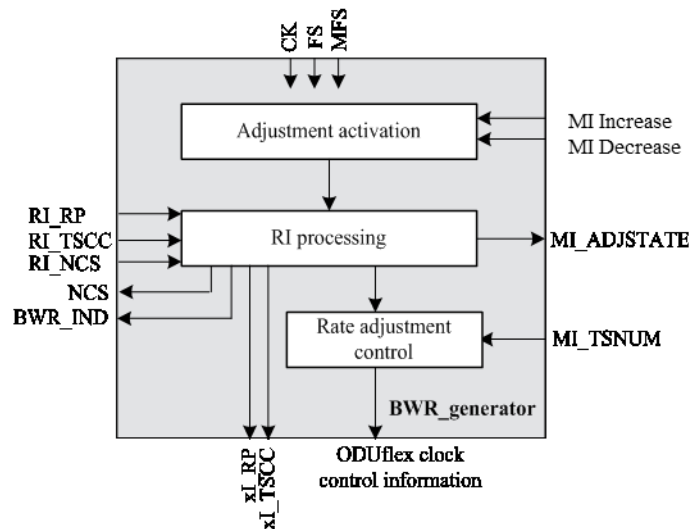 CK
FS
MFS
Adjustment activation
MI Increase
MI Decrease
RI_RP
RI_TSCC
RI_NCS
RI processing
MI_ADJSTATE
NCS
BWR_IND
Rate adjustment
control
MI_TSNUM
BWR_generator
xI_RP
xI_TSCC
ODUflex clock
control information